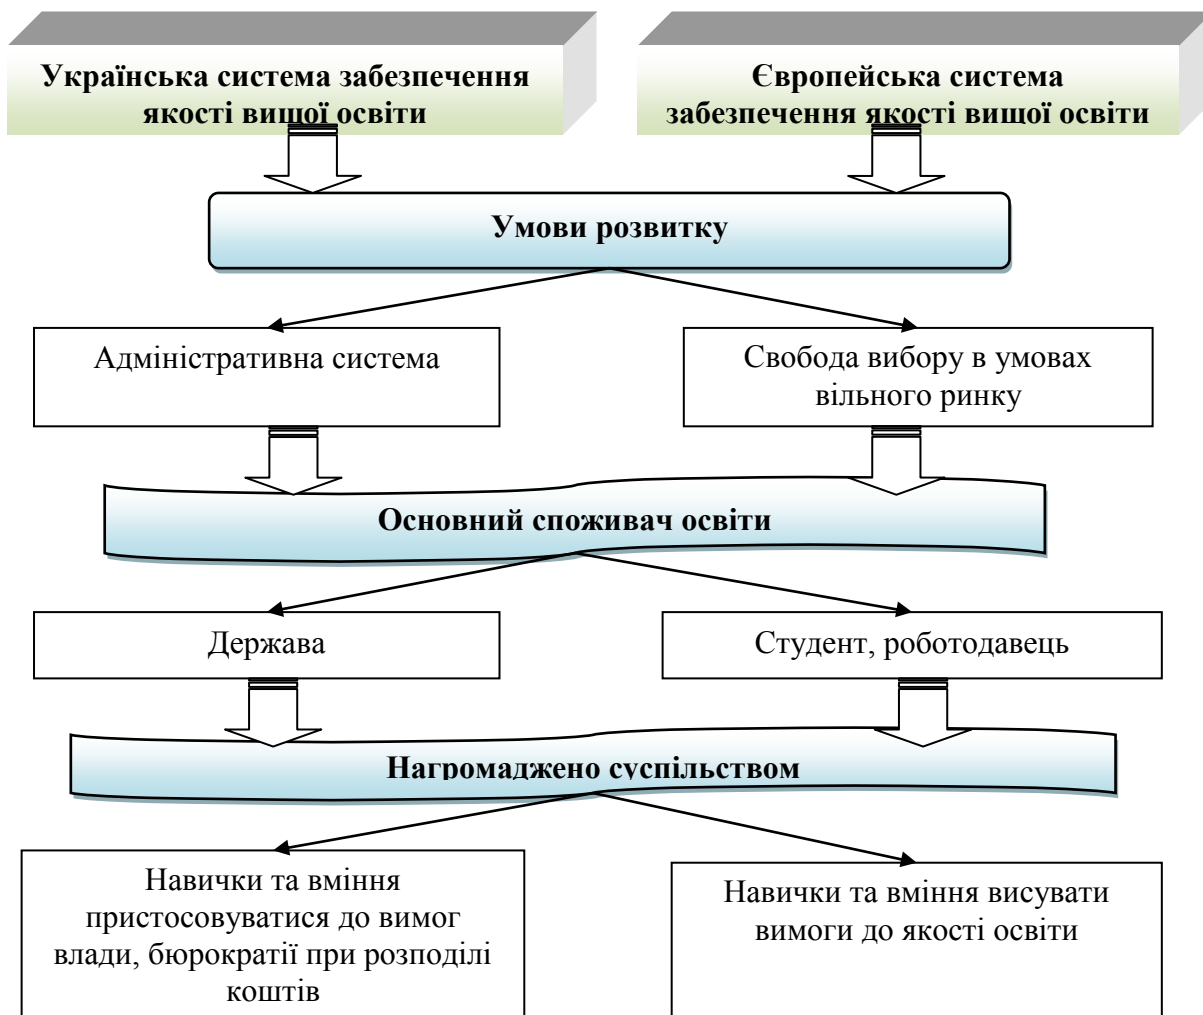 Українська система забезпечення
якості вищої освіти
Європейська система
забезпечення якості вищої освіти
Умови розвитку
Адміністративна система
Свобода вибору в умовах
вільного ринку
Основний споживач освіти
Держава
Студент, роботодавець
Нагромаджено суспільством
Навички та вміння
пристосовуватися до вимог
влади, бюрократії при розподілі
коштів
Навички та вміння висувати
вимоги до якості освіти